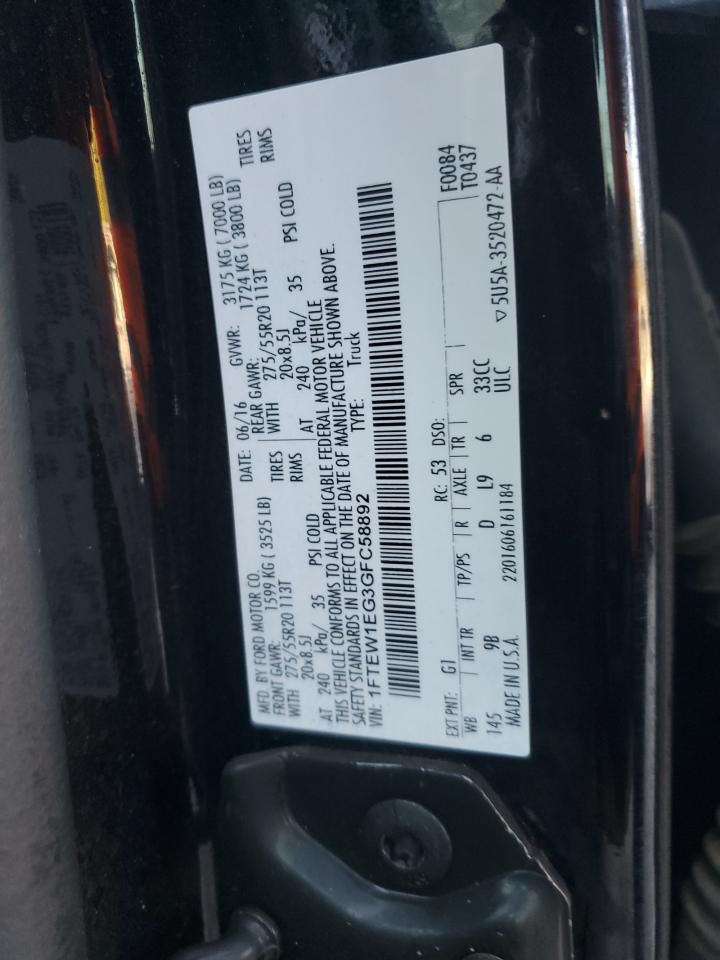 MFD. BY FORD MOTOR CO. DATE: 06/16 GVWR: 3175 KG ( 7000 LB)
FRONT GAWR: 1599 KG ( 3525 LB) REAR GAWR: 1724 KG ( 3800 LB)
WITH 275/55R20 113T TIRES WITH 275/55R20 113T TIRES
20x8.5J RIMS 20x8.5J RIMS
AT 240 kPa/ 35 PSI COLD AT 240 kPa/ 35 PSI COLD
THIS VEHICLE CONFORMS TO ALL APPLICABLE FEDERAL MOTOR VEHICLE
SAFETY STANDARDS IN EFFECT ON THE DATE OF MANUFACTURE SHOWN ABOVE.
VIN: 1FTEW1EG3GFC58892 TYPE: Truck
EXT PNT: G1 RC: 53 DSO: F0084
WB INT TR TP/PS R AXLE TR SPR T0437
145 9B D L9 6 33CC
MADE IN U.S.A. 2201606161184 ULC ▽5U5A-3520472-AA